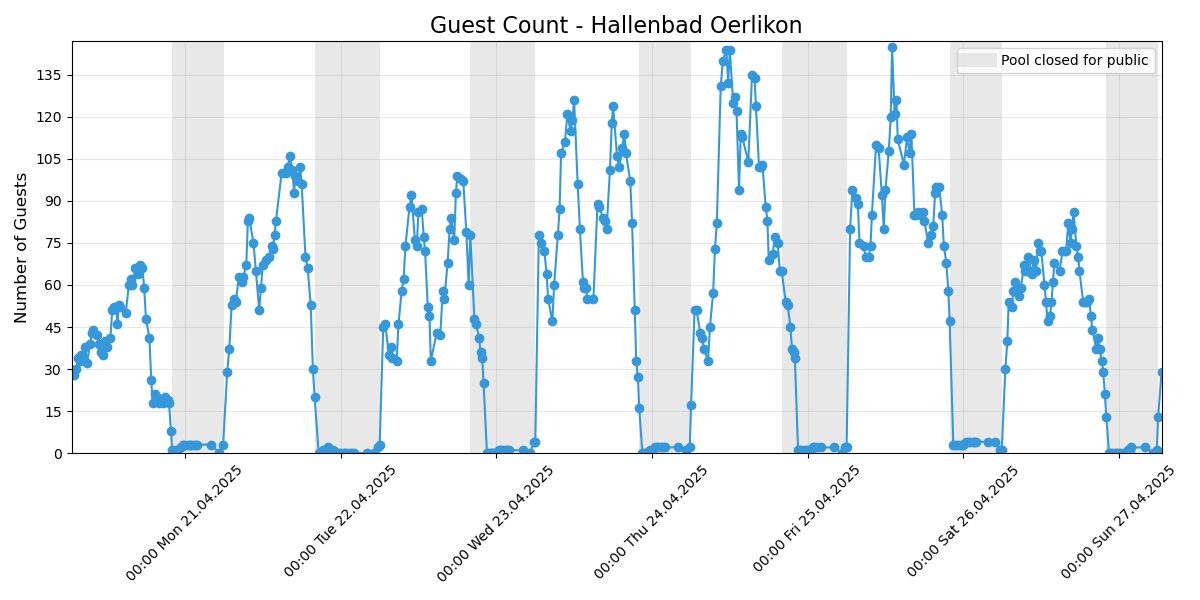 Guest Count - Hallenbad Oerlikon
Pool closed for public
Number of Guests
135
120
105
90
75
60
45
30
15
0
00:00 Mon 21.04.2025
00:00 Tue 22.04.2025
00:00 Wed 23.04.2025
00:00 Thu 24.04.2025
00:00 Fri 25.04.2025
00:00 Sat 26.04.2025
00:00 Sun 27.04.2025